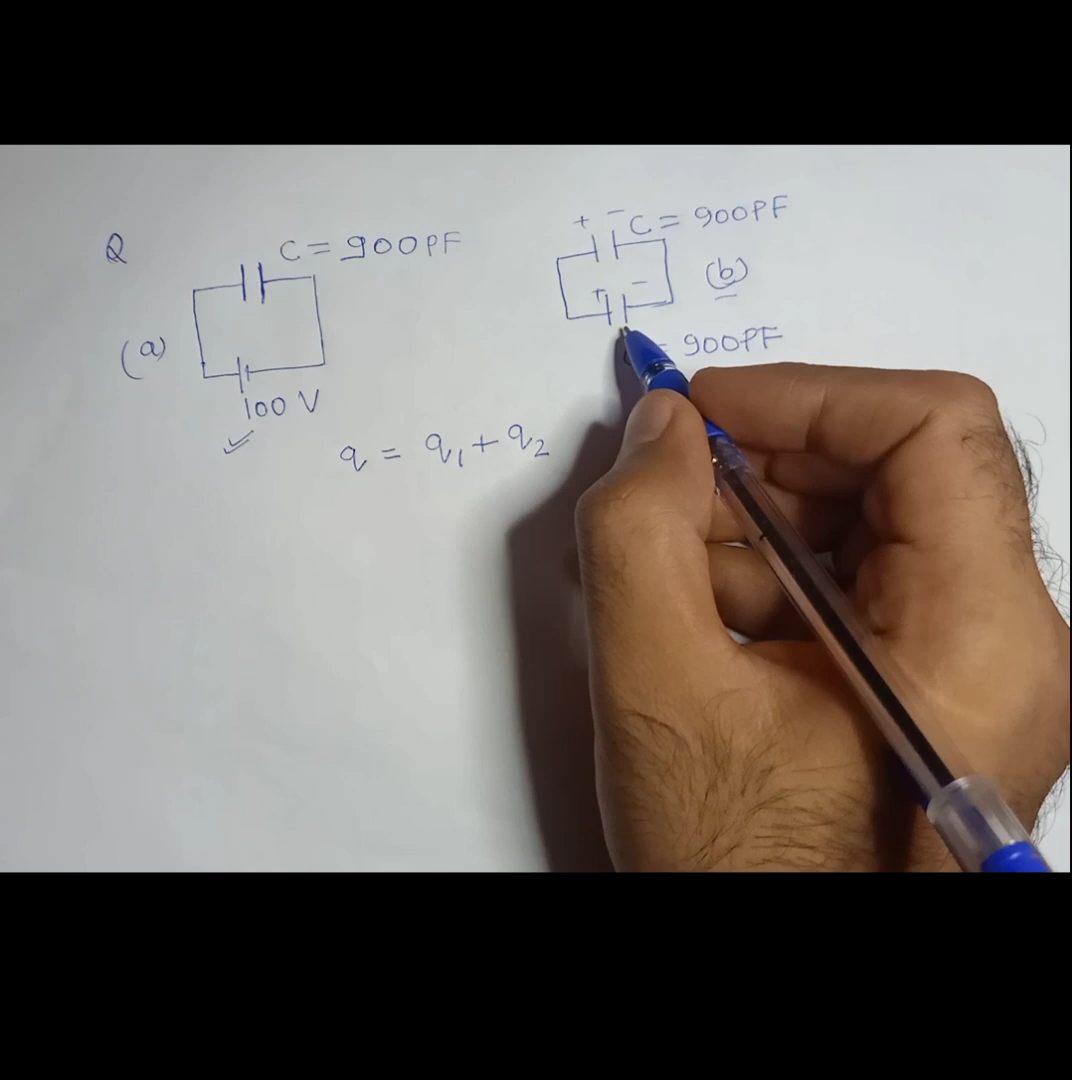 Q
C = 900PF
(a)
100 V
+ - C = 900PF
(b)
+ -
= 900PF
q = q₁ + q₂